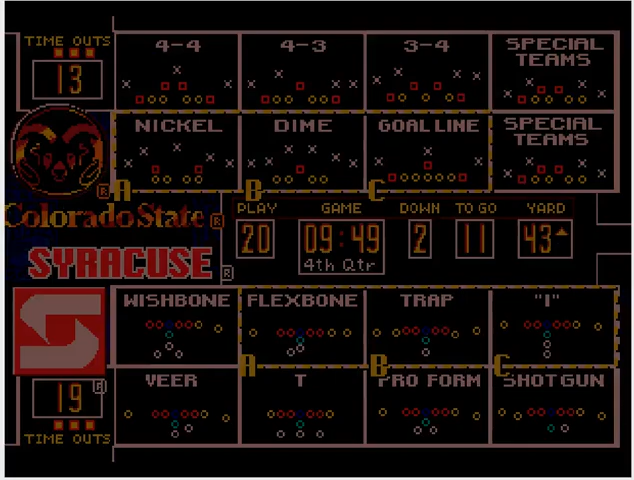 TIME OUTS
13
4-4
4-3
3-4
SPECIAL TEAMS
NICKEL
DIME
GOAL LINE
SPECIAL TEAMS
A
B
C
Colorado State
PLAY
GAME
DOWN
TO GO
YARD
20
09:49
2
11
43
4th Qtr
SYRACUSE
WISHBONE
FLEXBONE
TRAP
"I"
A
B
C
VEER
T
PRO FORM
SHOTGUN
19
TIME OUTS